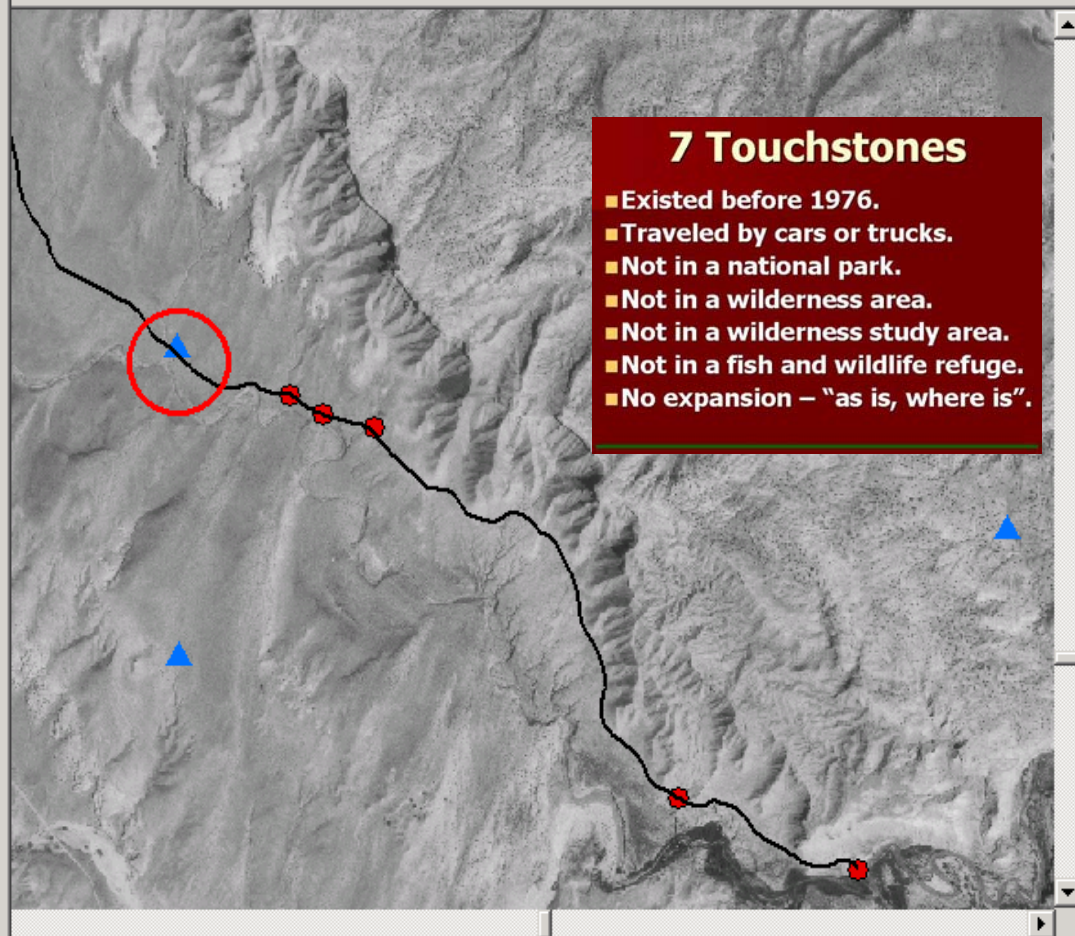 7 Touchstones
Existed before 1976.
Traveled by cars or trucks.
Not in a national park.
Not in a wilderness area.
Not in a wilderness study area.
Not in a fish and wildlife refuge.
No expansion – “as is, where is”.